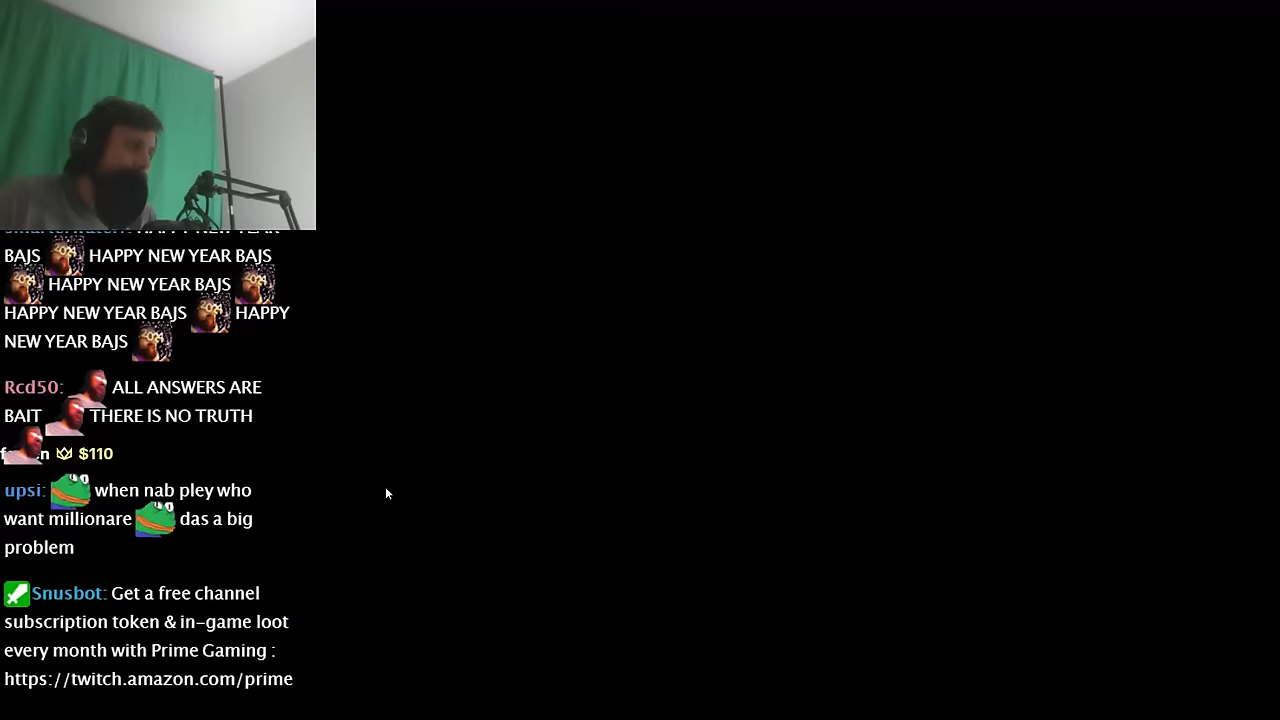 BAJS HAPPY NEW YEAR BAJS
HAPPY NEW YEAR BAJS
HAPPY NEW YEAR BAJS HAPPY
NEW YEAR BAJS
Rcd50: ALL ANSWERS ARE
BAIT THERE IS NO TRUTH
$110
upsi: when nab pley who
want millionare das a big
problem
Snusbot: Get a free channel
subscription token & in-game loot
every month with Prime Gaming :
https://twitch.amazon.com/prime